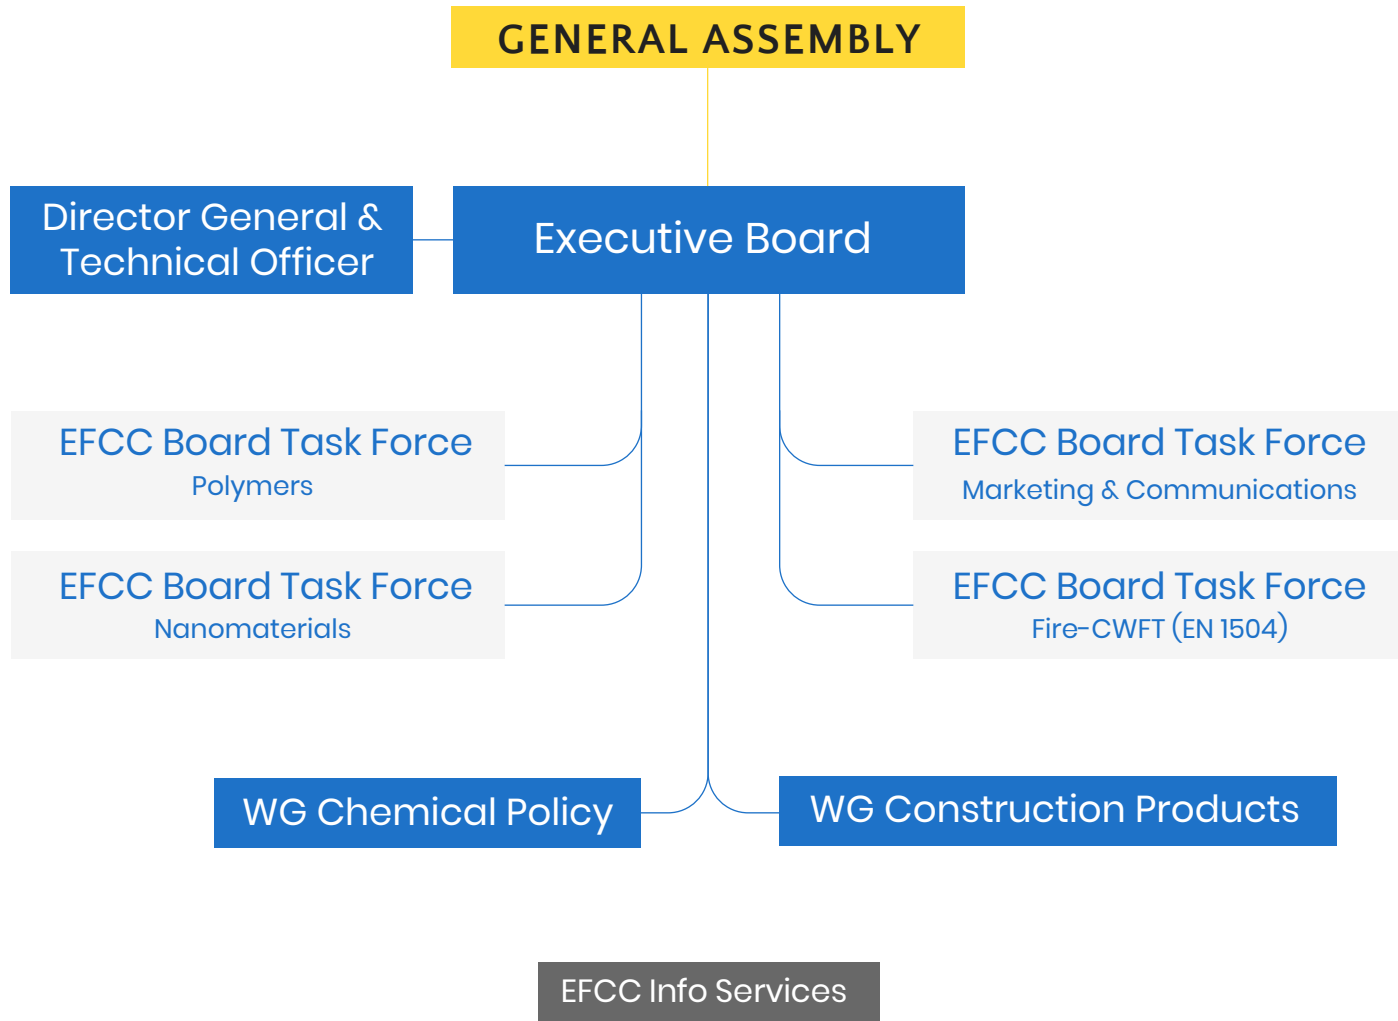 GENERAL ASSEMBLY
Director General &
Technical Officer
Executive Board
EFCC Board Task Force
Polymers
EFCC Board Task Force
Marketing & Communications
EFCC Board Task Force
Nanomaterials
EFCC Board Task Force
Fire-CWFT (EN 1504)
WG Chemical Policy
WG Construction Products
EFCC Info Services